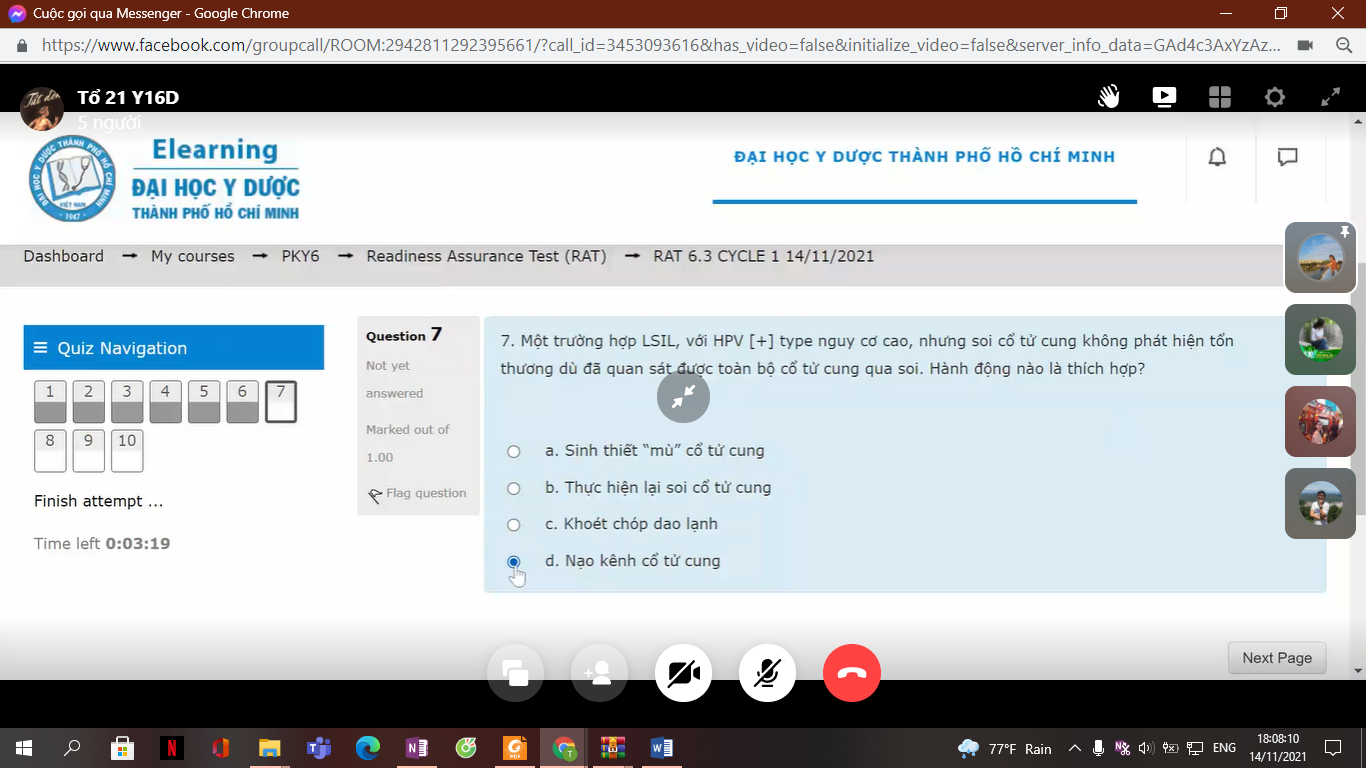 Cuộc gọi qua Messenger - Google Chrome
https://www.facebook.com/groupcall/ROOM:2942811292395661/?call_id=3453093616&has_video=false&initialize_video=false&server_info_data=GAd4c3AxYzAz...
Tổ 21 Y16D
5 người
Elearning
ĐẠI HỌC Y DƯỢC
THÀNH PHỐ HỒ CHÍ MINH
ĐẠI HỌC Y DƯỢC THÀNH PHỐ HỒ CHÍ MINH
Dashboard → My courses → PKY6 → Readiness Assurance Test (RAT) → RAT 6.3 CYCLE 1 14/11/2021
Quiz Navigation
1 2 3 4 5 6 7
8 9 10
Finish attempt ...
Time left 0:03:19
Question 7
Not yet
answered
Marked out of
1.00
Flag question
7. Một trường hợp LSIL, với HPV [+] type nguy cơ cao, nhưng soi cổ tử cung không phát hiện tổn
thương dù đã quan sát được toàn bộ cổ tử cung qua soi. Hành động nào là thích hợp?
a. Sinh thiết “mù” cổ tử cung
b. Thực hiện lại soi cổ tử cung
c. Khoét chóp dao lạnh
d. Nạo kênh cổ tử cung
Next Page
77°F Rain
ENG
18:08:10
14/11/2021